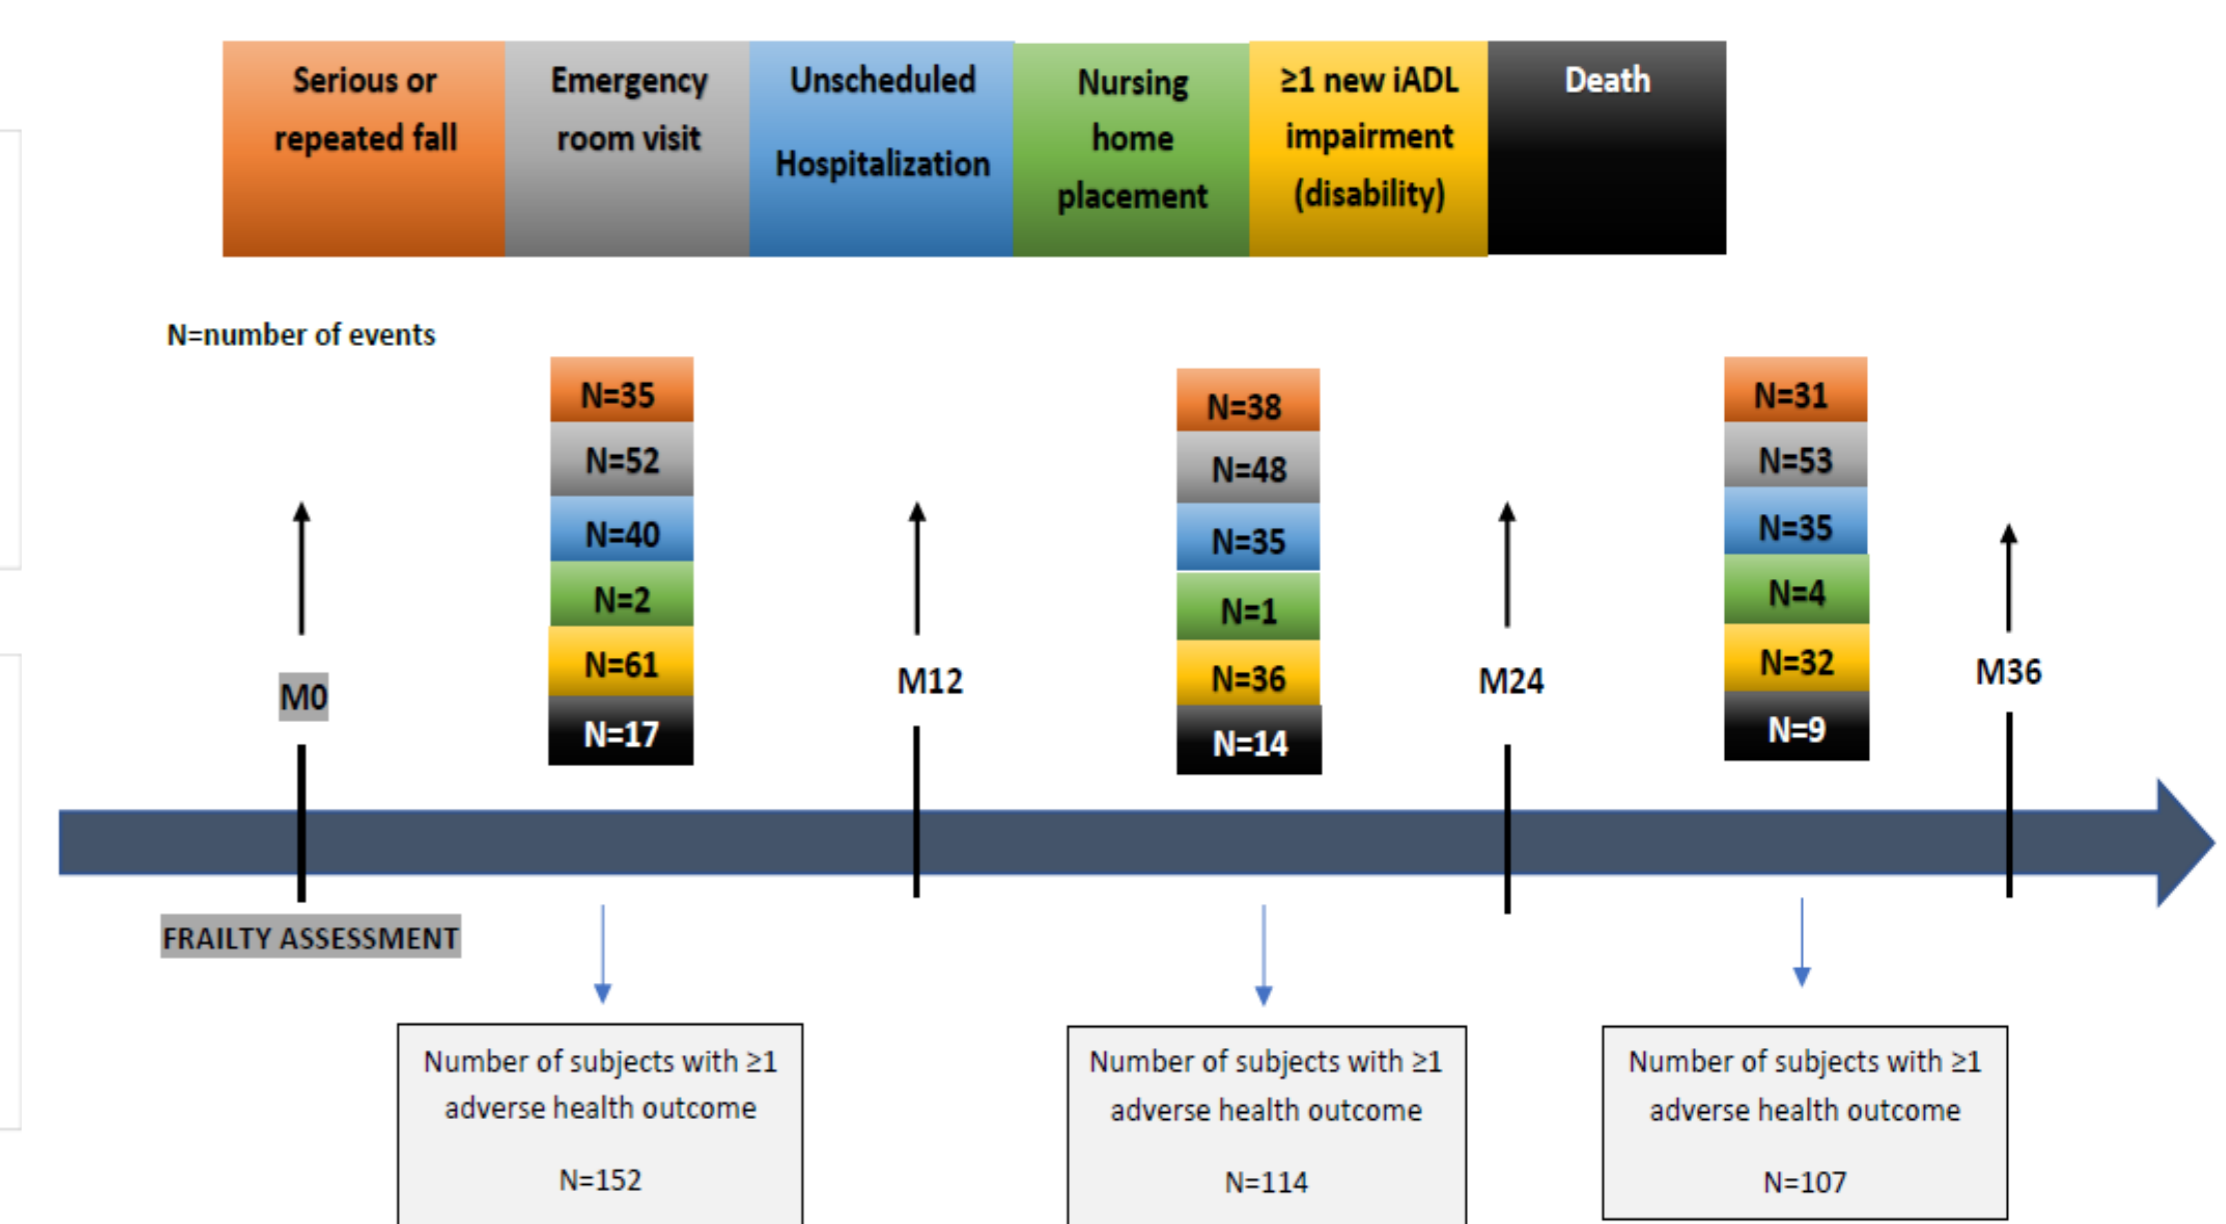 Serious or
repeated fall
Emergency
room visit
Unscheduled
Hospitalization
Nursing
home
placement
≥1 new iADL
impairment
(disability)
Death
N=number of events
N=35
N=52
N=40
N=2
N=61
N=17
N=38
N=48
N=35
N=1
N=36
N=14
N=31
N=53
N=35
N=4
N=32
N=9
M0
M12
M24
M36
FRAILTY ASSESSMENT
Number of subjects with ≥1
adverse health outcome
N=152
Number of subjects with ≥1
adverse health outcome
N=114
Number of subjects with ≥1
adverse health outcome
N=107